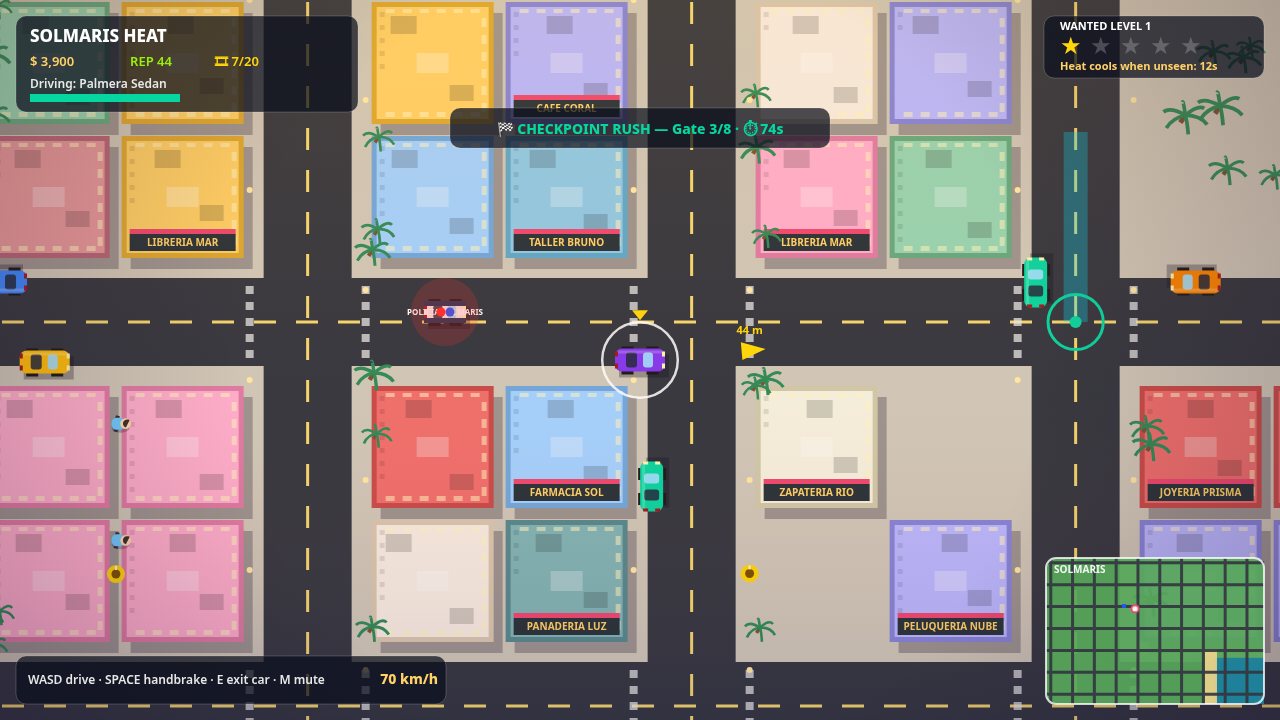 SOLMARIS HEAT
$ 3,900 REP 44 7/20
Driving: Palmera Sedan
WANTED LEVEL 1
Heat cools when unseen: 12s
CAFE CORAL
CHECKPOINT RUSH — Gate 3/8 · 74s
LIBRERIA MAR
TALLER BRUNO
LIBRERIA MAR
44 m
FARMACIA SOL
ZAPATERIA RIO
JOYERIA PRISMA
PANADERIA LUZ
PELUQUERIA NUBE
SOLMARIS
WASD drive · SPACE handbrake · E exit car · M mute
70 km/h